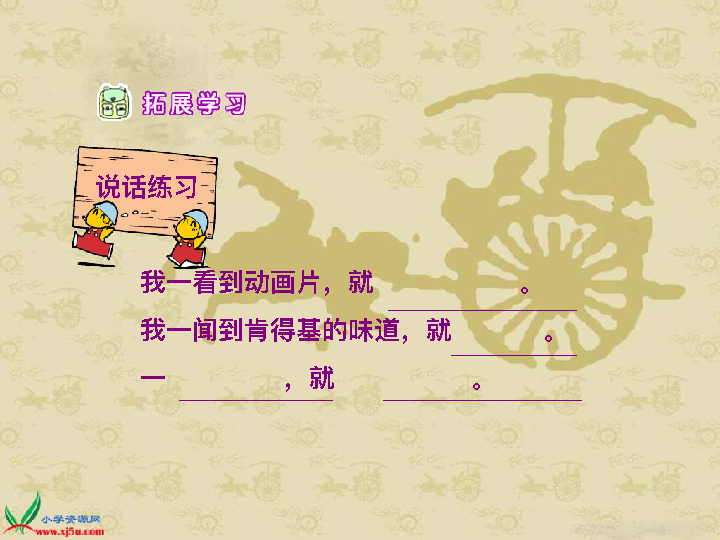 拓展学习
说话练习
我一看到动画片，就 。
我一闻到肯得基的味道，就 。
一 ，就 。
小学资源网
www.xj5u.com